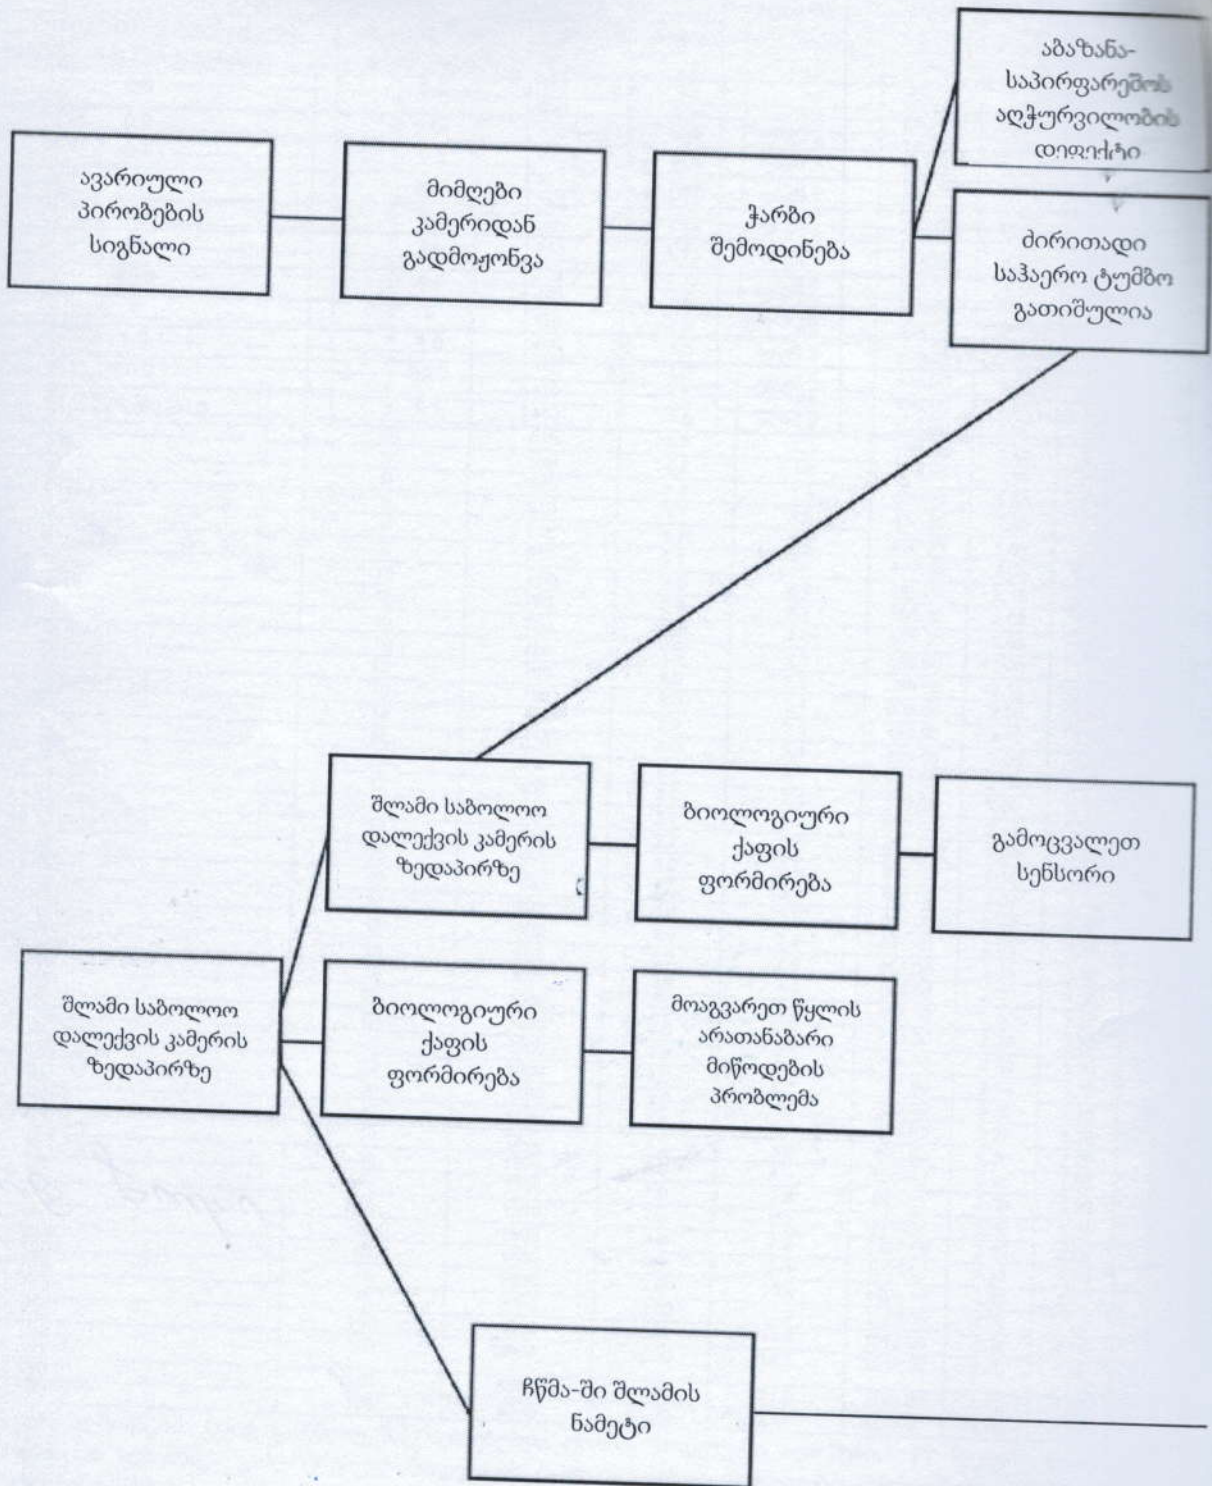 აბაზანა-
საპირფარეშოს
აღჭურვილობის
დეფექტი
ავარიული
პირობების
სიგნალი
მიმღები
კამერიდან
გადმოჟონვა
ჭარბი
შემოდინება
ძირითადი
საჰაერო ტუმბო
გათიშულია
შლამი საბოლოო
დალექვის კამერის
ზედაპირზე
ბიოლოგიური
ქაფის
ფორმირება
გამოცვალეთ
სენსორი
შლამი საბოლოო
დალექვის კამერის
ზედაპირზე
ბიოლოგიური
ქაფის
ფორმირება
მოაგვარეთ წყლის
არათანაბარი
მიწოდების
პრობლემა
ჩწმა-ში შლამის
ნამეტი